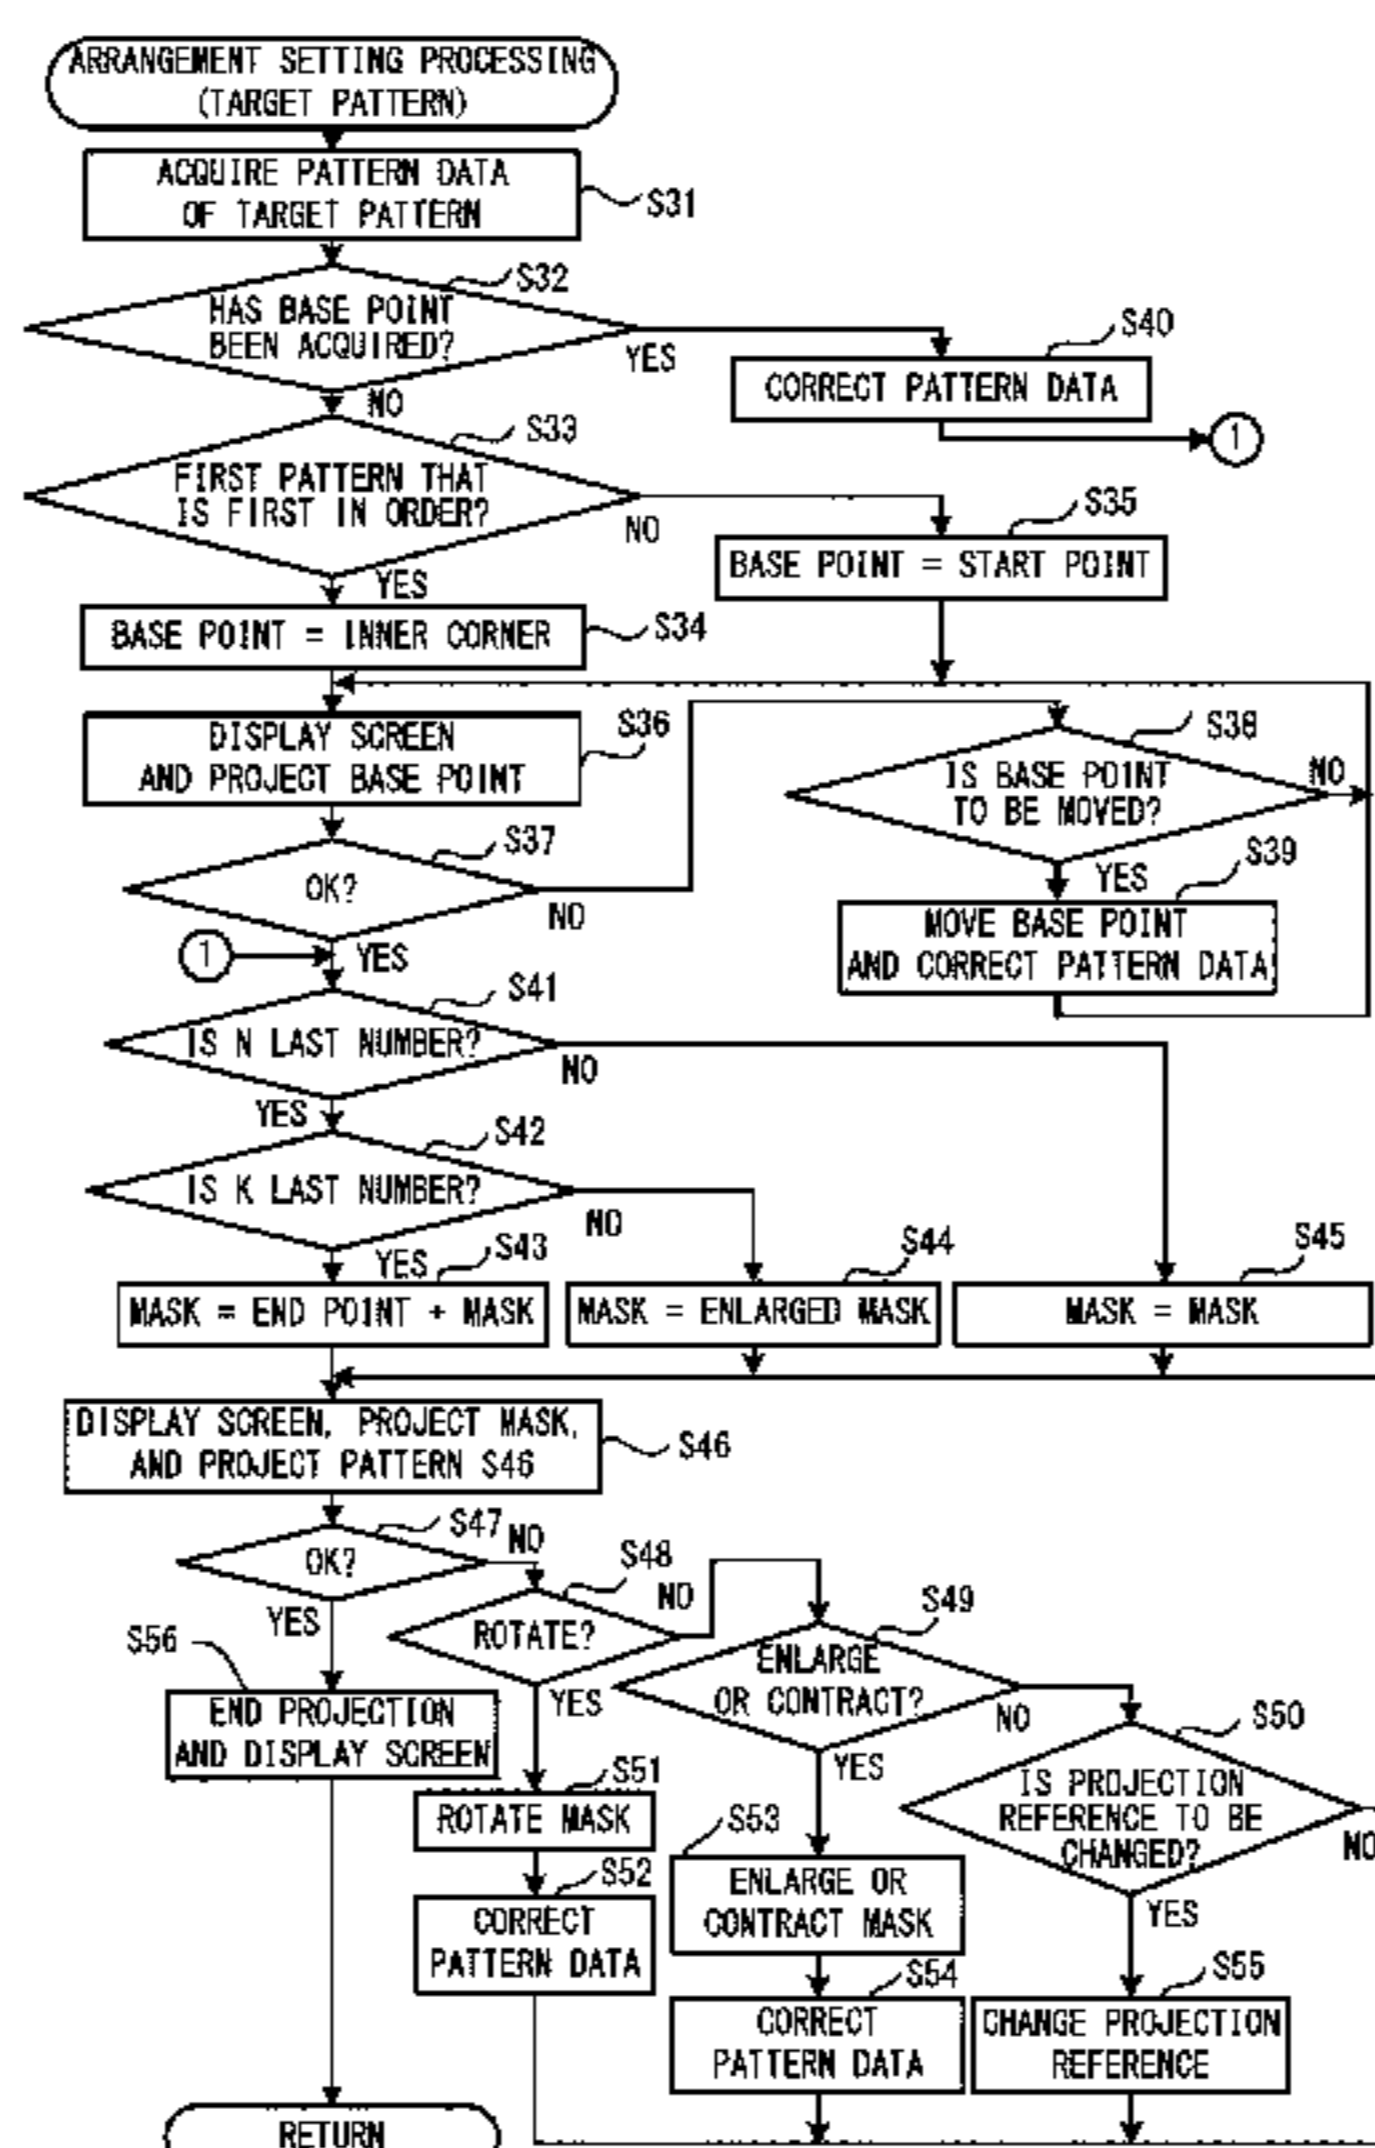 ARRANGEMENT SETTING PROCESSING
(TARGET PATTERN)
ACQUIRE PATTERN DATA
OF TARGET PATTERN
S31
HAS BASE POINT
BEEN ACQUIRED?
S32
YES
NO
S40
CORRECT PATTERN DATA
1
FIRST PATTERN THAT
IS FIRST IN ORDER?
S33
NO
YES
S35
BASE POINT = START POINT
BASE POINT = INNER CORNER
S34
DISPLAY SCREEN
AND PROJECT BASE POINT
S36
S38
IS BASE POINT
TO BE MOVED?
NO
YES
S39
MOVE BASE POINT
AND CORRECT PATTERN DATA
OK?
S37
NO
YES
1
IS N LAST NUMBER?
S41
NO
YES
IS K LAST NUMBER?
S42
NO
YES
S43
MASK = END POINT + MASK
S44
MASK = ENLARGED MASK
S45
MASK = MASK
DISPLAY SCREEN, PROJECT MASK,
AND PROJECT PATTERN S46
S46
OK?
S47
NO
YES
S56
END PROJECTION
AND DISPLAY SCREEN
S48
ROTATE?
NO
YES
S51
ROTATE MASK
S52
CORRECT
PATTERN DATA
S49
ENLARGE
OR CONTRACT?
NO
YES
S53
ENLARGE OR
CONTRACT MASK
S54
CORRECT
PATTERN DATA
S50
IS PROJECTION
REFERENCE TO BE
CHANGED?
NO
YES
S55
CHANGE PROJECTION
REFERENCE
RETURN